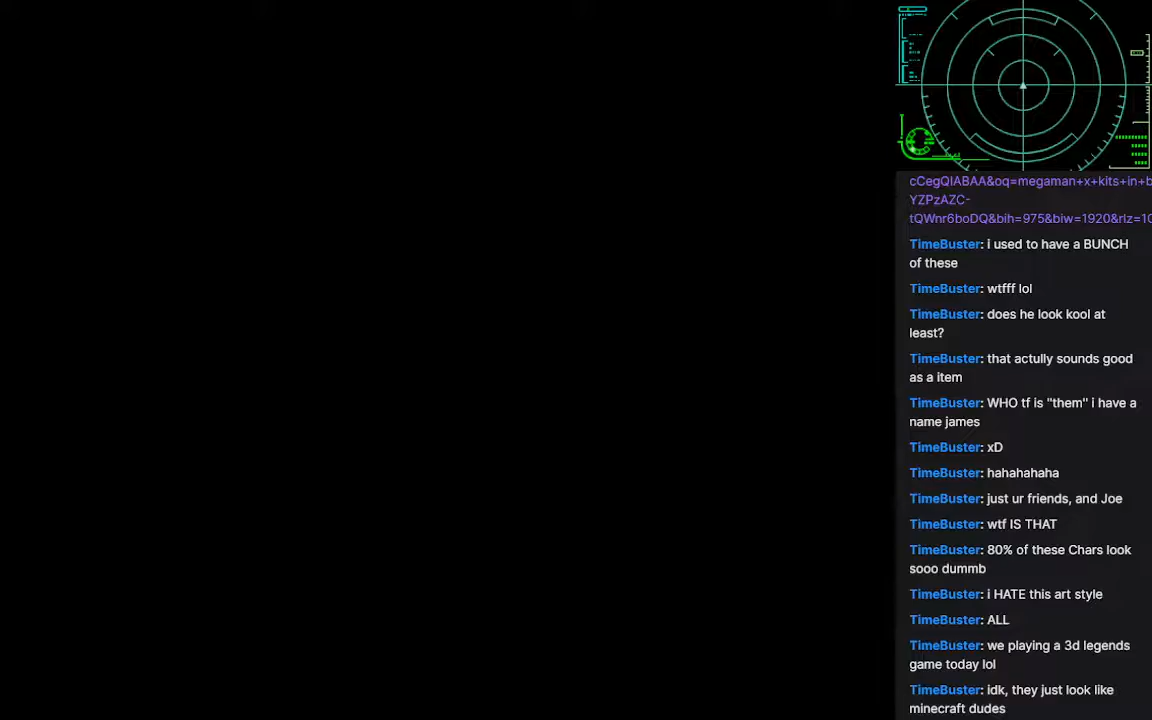 cCegQIABAA&oq=megaman+x+kits+in+b
YZPzAZC-
tQWnr6boDQ&bih=975&biw=1920&rlz=1C
TimeBuster: i used to have a BUNCH
of these
TimeBuster: wtfff lol
TimeBuster: does he look kool at
least?
TimeBuster: that actully sounds good
as a item
TimeBuster: WHO tf is "them" i have a
name james
TimeBuster: xD
TimeBuster: hahahahaha
TimeBuster: just ur friends, and Joe
TimeBuster: wtf IS THAT
TimeBuster: 80% of these Chars look
sooo dummb
TimeBuster: i HATE this art style
TimeBuster: ALL
TimeBuster: we playing a 3d legends
game today lol
TimeBuster: idk, they just look like
minecraft dudes